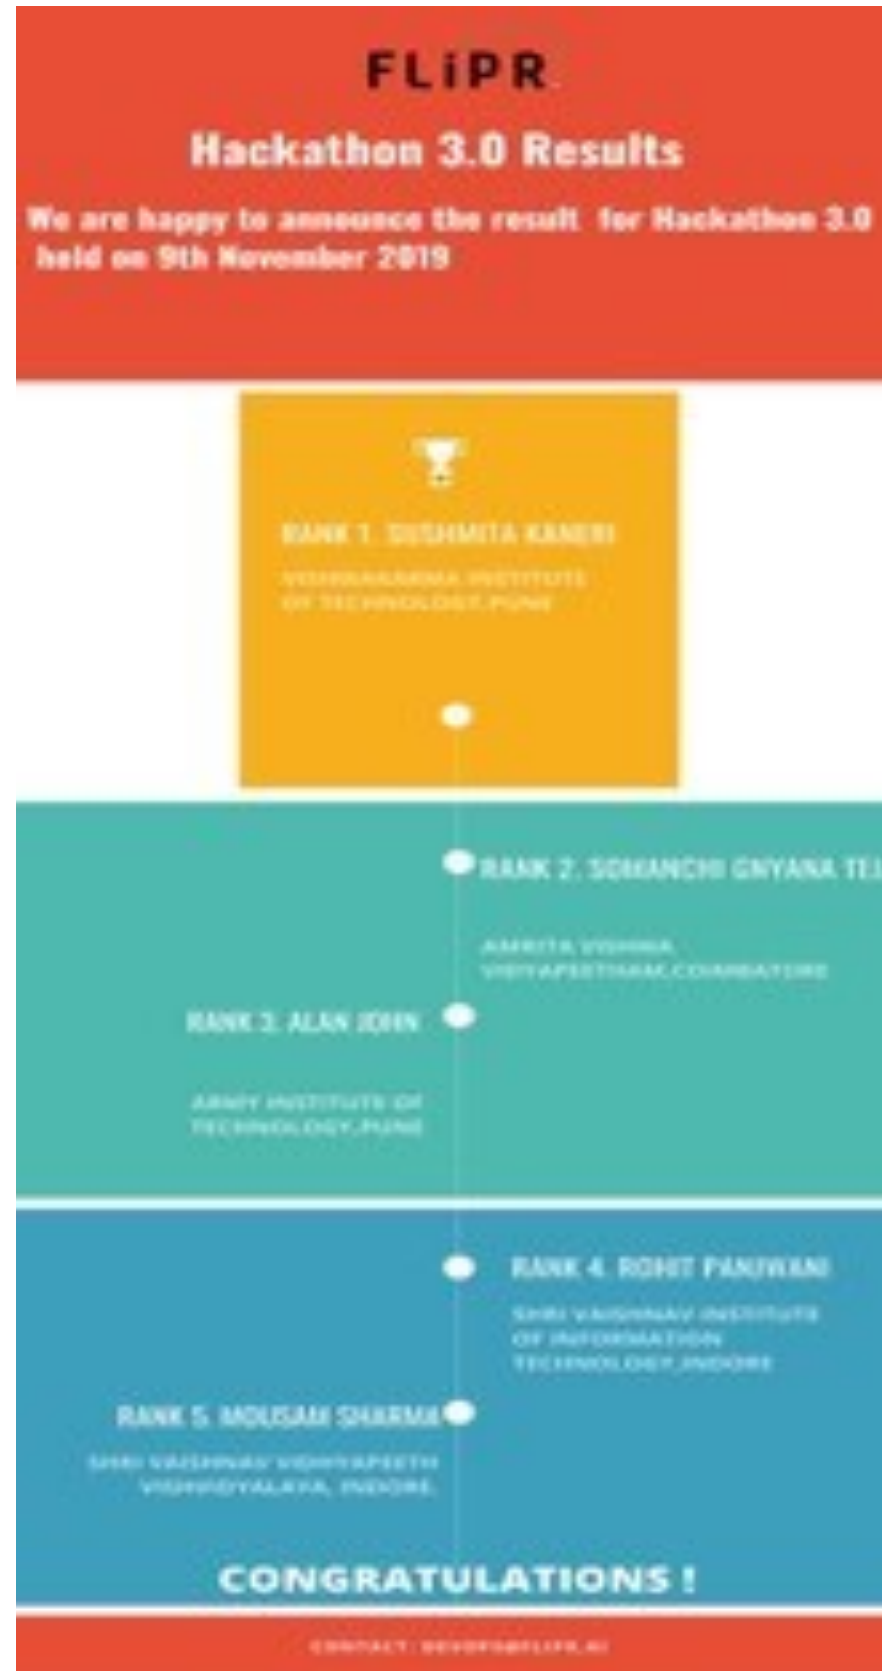 FLiPR
Hackathon 3.0 Results
We are happy to announce the result for Hackathon 3.0
held on 9th November 2019
RANK 1. SUSHMITA KANERI
VISHWAKARMA INSTITUTE
OF TECHNOLOGY,PUNE
RANK 2. SOMANCHI GNYANA
AMRITA VISHWA
VIDYAPEETHAM,COIMBATORE
RANK 3. ALAN JOHN
ARMY INSTITUTE OF
TECHNOLOGY,PUNE
RANK 4. ROHIT PANJWANI
SHRI VAISHNAV INSTITUTE
OF INFORMATION
TECHNOLOGY,INDORE
RANK 5. MOUSAM SHARMA
SHRI VAISHNAV
INDORE.
CONGRATULATIONS !
CONTACT: